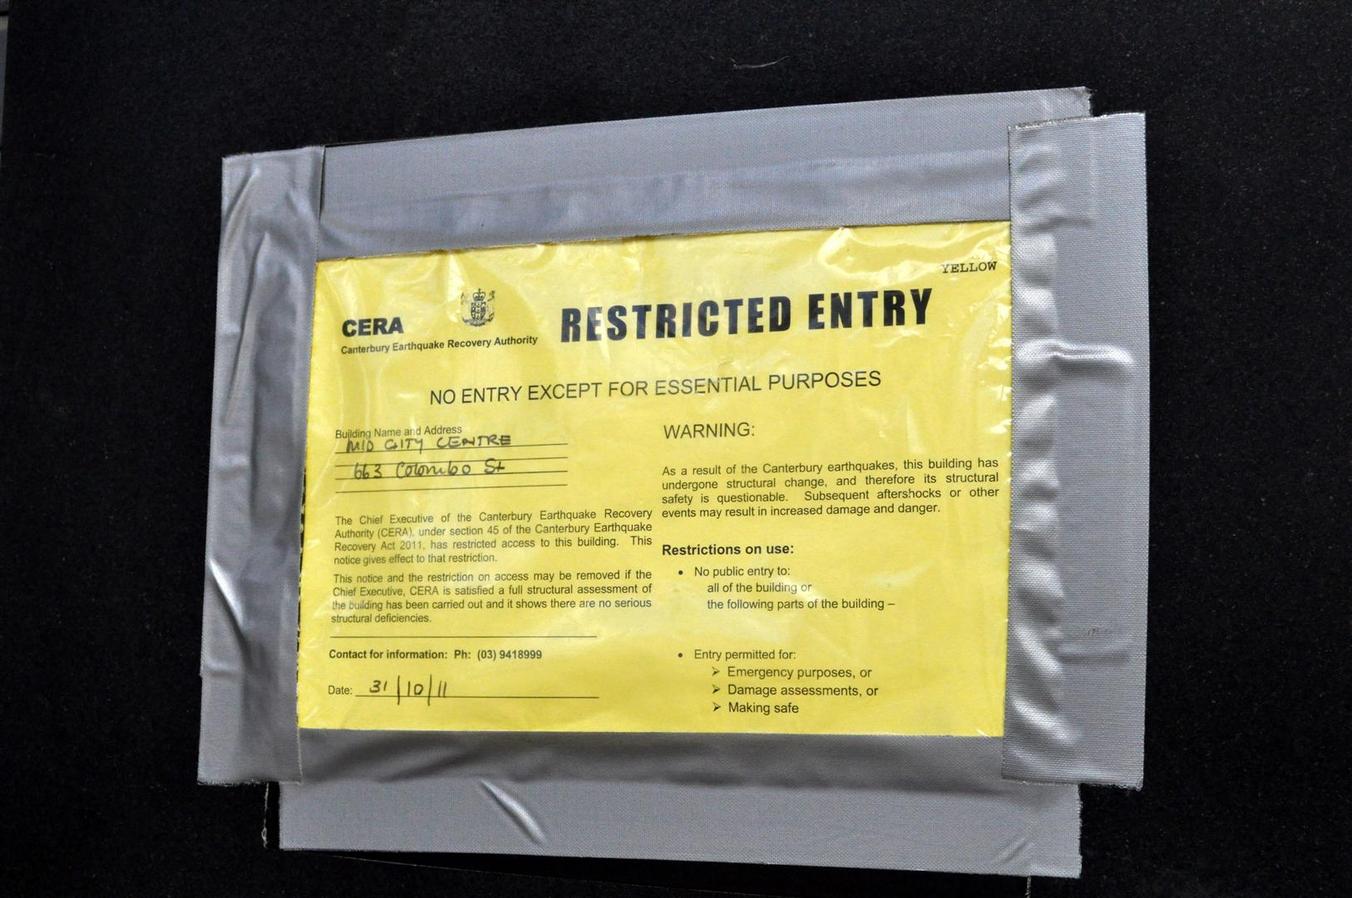 YELLOW
CERA
Canterbury Earthquake Recovery Authority
RESTRICTED ENTRY
NO ENTRY EXCEPT FOR ESSENTIAL PURPOSES
Building Name and Address
MID CITY CENTRE
663 Colombo St
The Chief Executive of the Canterbury Earthquake Recovery
Authority (CERA), under section 45 of the Canterbury Earthquake
Recovery Act 2011, has restricted access to this building. This
notice gives effect to that restriction.
This notice and the restriction on access may be removed if the
Chief Executive, CERA is satisfied a full structural assessment of
the building has been carried out and it shows there are no serious
structural deficiencies.
Contact for information: Ph: (03) 9418999
Date: 31/10/11
WARNING:
As a result of the Canterbury earthquakes, this building has
undergone structural change, and therefore its structural
safety is questionable. Subsequent aftershocks or other
events may result in increased damage and danger.
Restrictions on use:
• No public entry to:
all of the building or
the following parts of the building –
• Entry permitted for:
➢ Emergency purposes, or
➢ Damage assessments, or
➢ Making safe